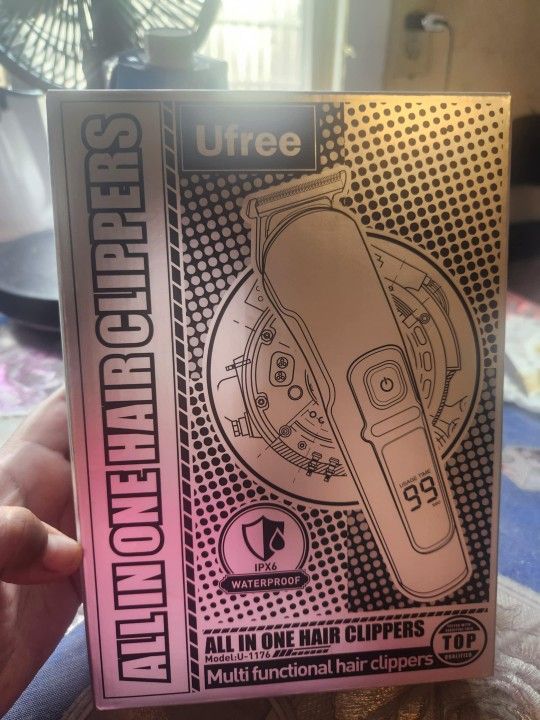 ALL IN ONE HAIR CLIPPERS
Ufree
USAGE TIME
99
IPX6
WATERPROOF
ALL IN ONE HAIR CLIPPERS
Model:U-1176
Multi functional hair clippers
TOP
QUALIFIED